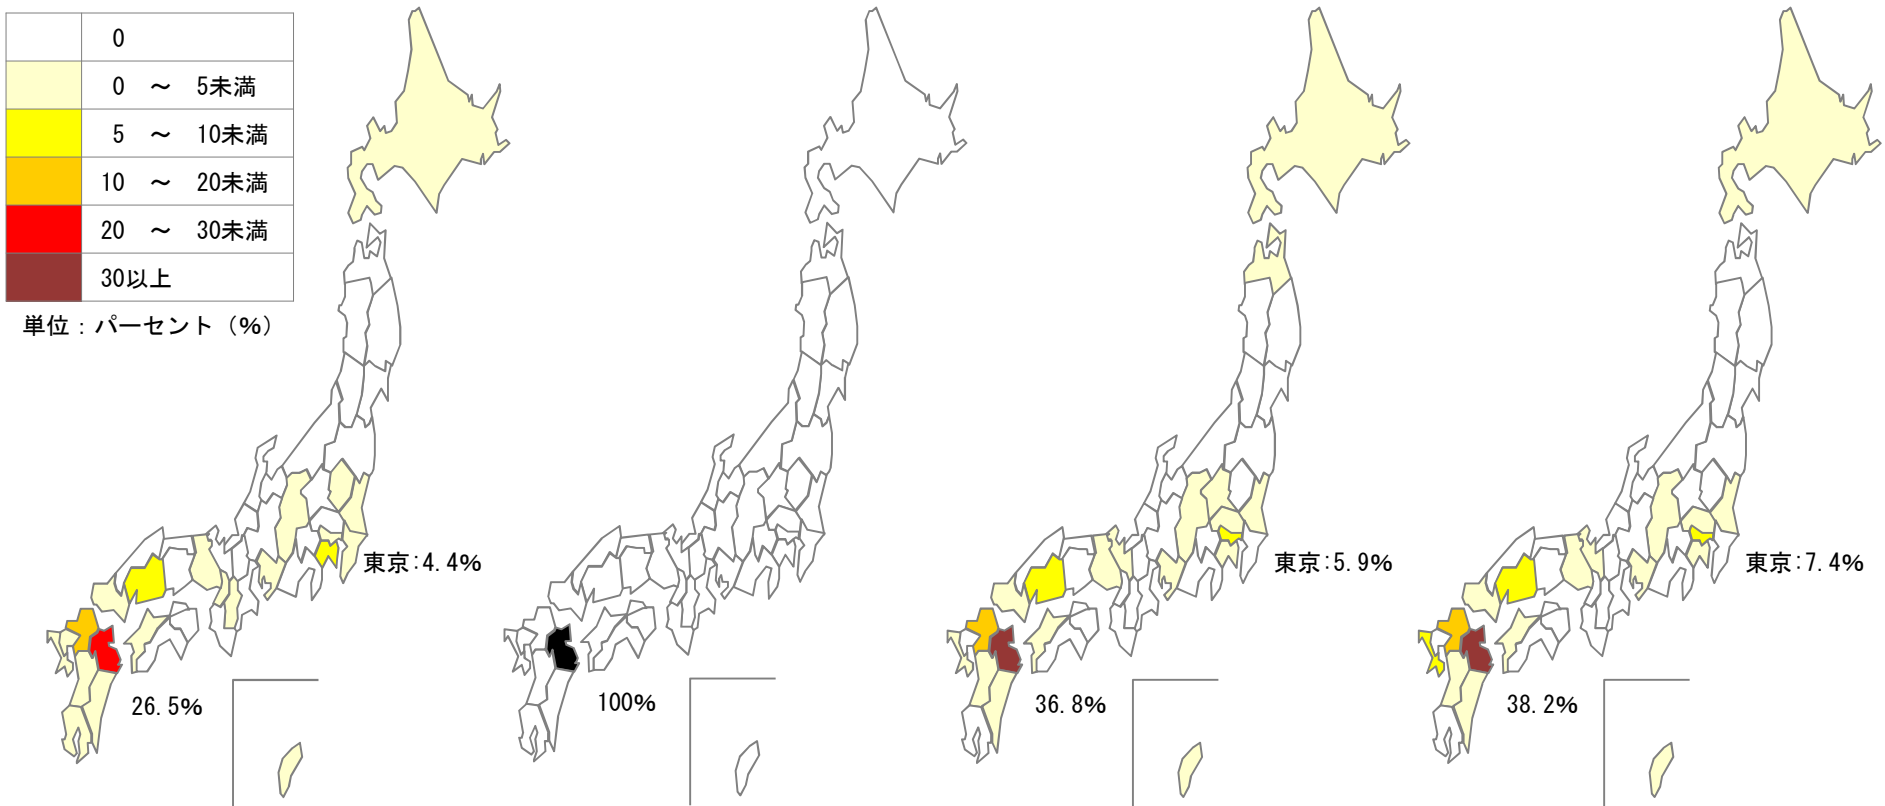 0
0 ～ 5未満
5 ～ 10未満
10 ～ 20未満
20 ～ 30未満
30以上
単位：パーセント（％）
東京:4.4%
26.5%
100%
東京:5.9%
36.8%
東京:7.4%
38.2%